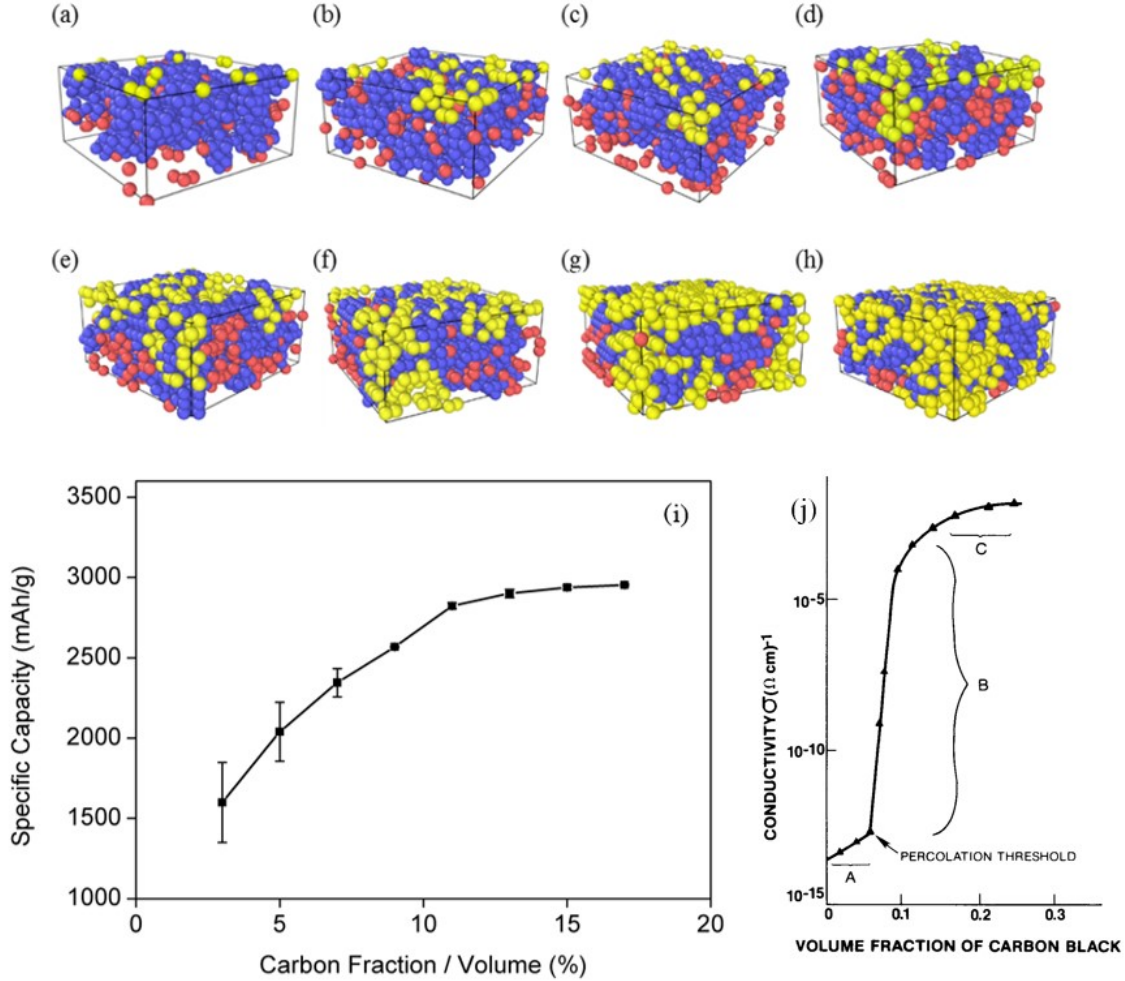 (a) (b) (c) (d)
(e) (f) (g) (h)
3500
3000
2500
2000
1500
1000
Specific Capacity (mAh/g)
(i)
0 5 10 15 20
Carbon Fraction / Volume (%)
(j)
C
B
A
PERCOLATION THRESHOLD
10-5
10-10
10-15
CONDUCTIVITY σ (Ω cm)-1
0 0.1 0.2 0.3
VOLUME FRACTION OF CARBON BLACK